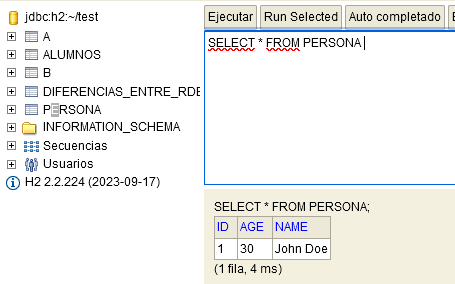 jdbc:h2:~/test
A
ALUMNOS
B
DIFERENCIAS_ENTRE_RDB
PERSONA
INFORMATION_SCHEMA
Secuencias
Usuarios
H2 2.2.224 (2023-09-17)
Ejecutar Run Selected Auto completado
SELECT * FROM PERSONA
SELECT * FROM PERSONA;
ID AGE NAME
1 30 John Doe
(1 fila, 4 ms)